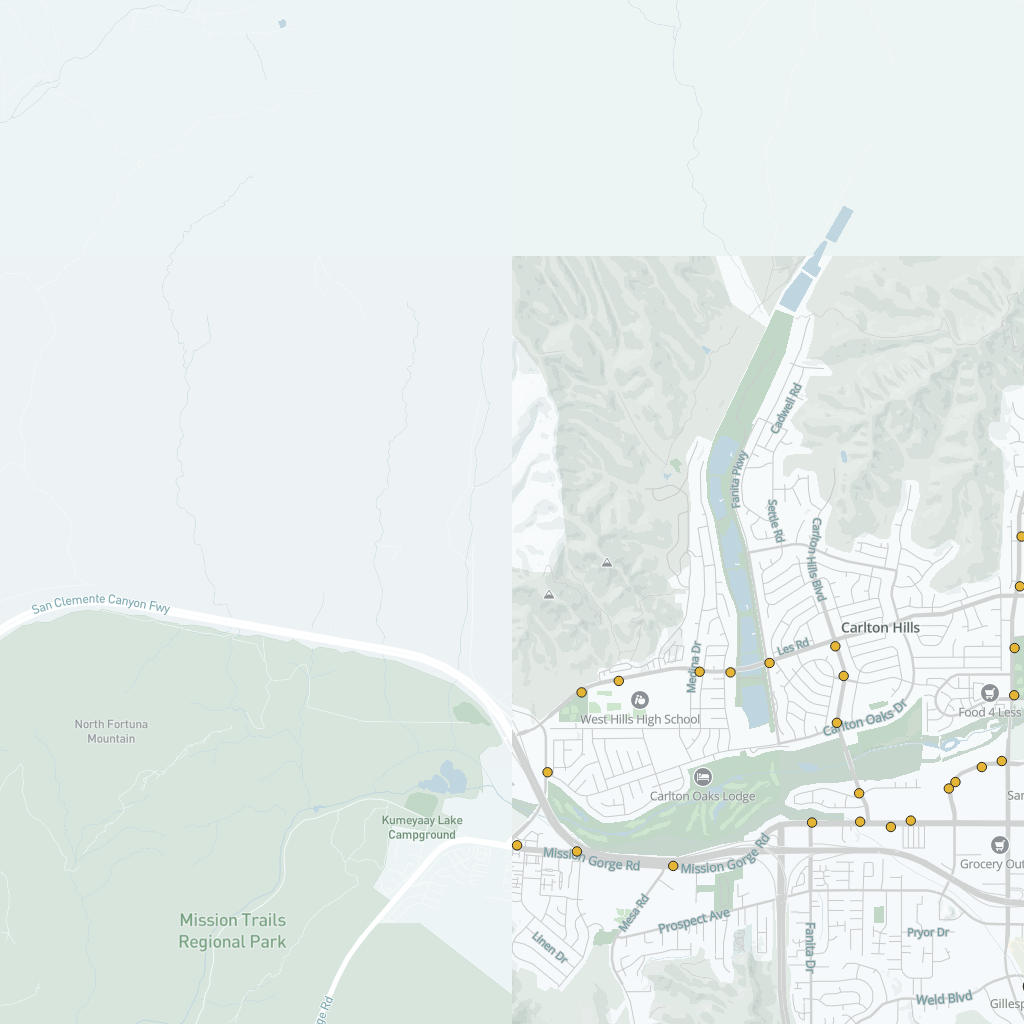 Cadwell Rd
Fanita Pkwy
Settle Rd
Carlton Hills Blvd
San Clemente Canyon Fwy
Carlton Hills
Les Rd
Medina Dr
North Fortuna
Mountain
West Hills High School
Food 4 Less
Carlton Oaks Dr
Carlton Oaks Lodge
Kumeyaay Lake
Campground
Mission Gorge Rd
Mission Gorge Rd
Grocery Out
Mission Trails
Regional Park
Mesa Rd
Prospect Ave
Linen Dr
Fanita Dr
Pryor Dr
Weld Blvd
Gillesp
ge Rd
San